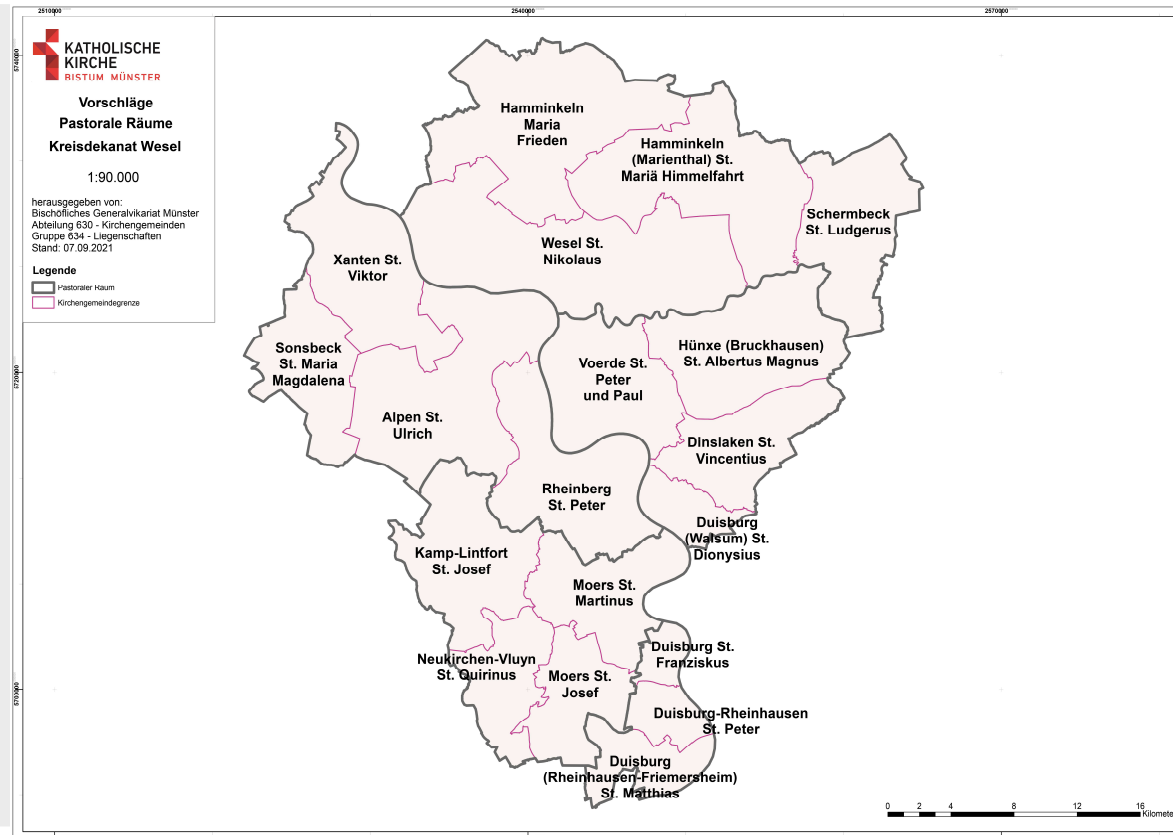 2510000
2540000
2570000
5740000
5720000
5700000
KATHOLISCHE
KIRCHE
BISTUM MÜNSTER
Vorschläge
Pastorale Räume
Kreisdekanat Wesel
1:90.000
herausgegeben von:
Bischöfliches Generalvikariat Münster
Abteilung 630 - Kirchengemeinden
Gruppe 634 - Liegenschaften
Stand: 07.09.2021
Legende
Pastoraler Raum
Kirchengemeindegrenze
Hamminkeln
Maria
Frieden
Hamminkeln
(Marienthal) St.
Mariä Himmelfahrt
Schermbeck
St. Ludgerus
Wesel St.
Nikolaus
Xanten St.
Viktor
Sonsbeck
St. Maria
Magdalena
Voerde St.
Peter
und Paul
Hünxe (Bruckhausen)
St. Albertus Magnus
Alpen St.
Ulrich
Dinslaken St.
Vincentius
Rheinberg
St. Peter
Duisburg
(Walsum) St.
Dionysius
Kamp-Lintfort
St. Josef
Moers St.
Martinus
Duisburg St.
Franziskus
Neukirchen-Vluyn
St. Quirinus
Moers St.
Josef
Duisburg-Rheinhausen
St. Peter
Duisburg
(Rheinhausen-Friemersheim)
St. Matthias
0 2 4 8 12 16
Kilomete